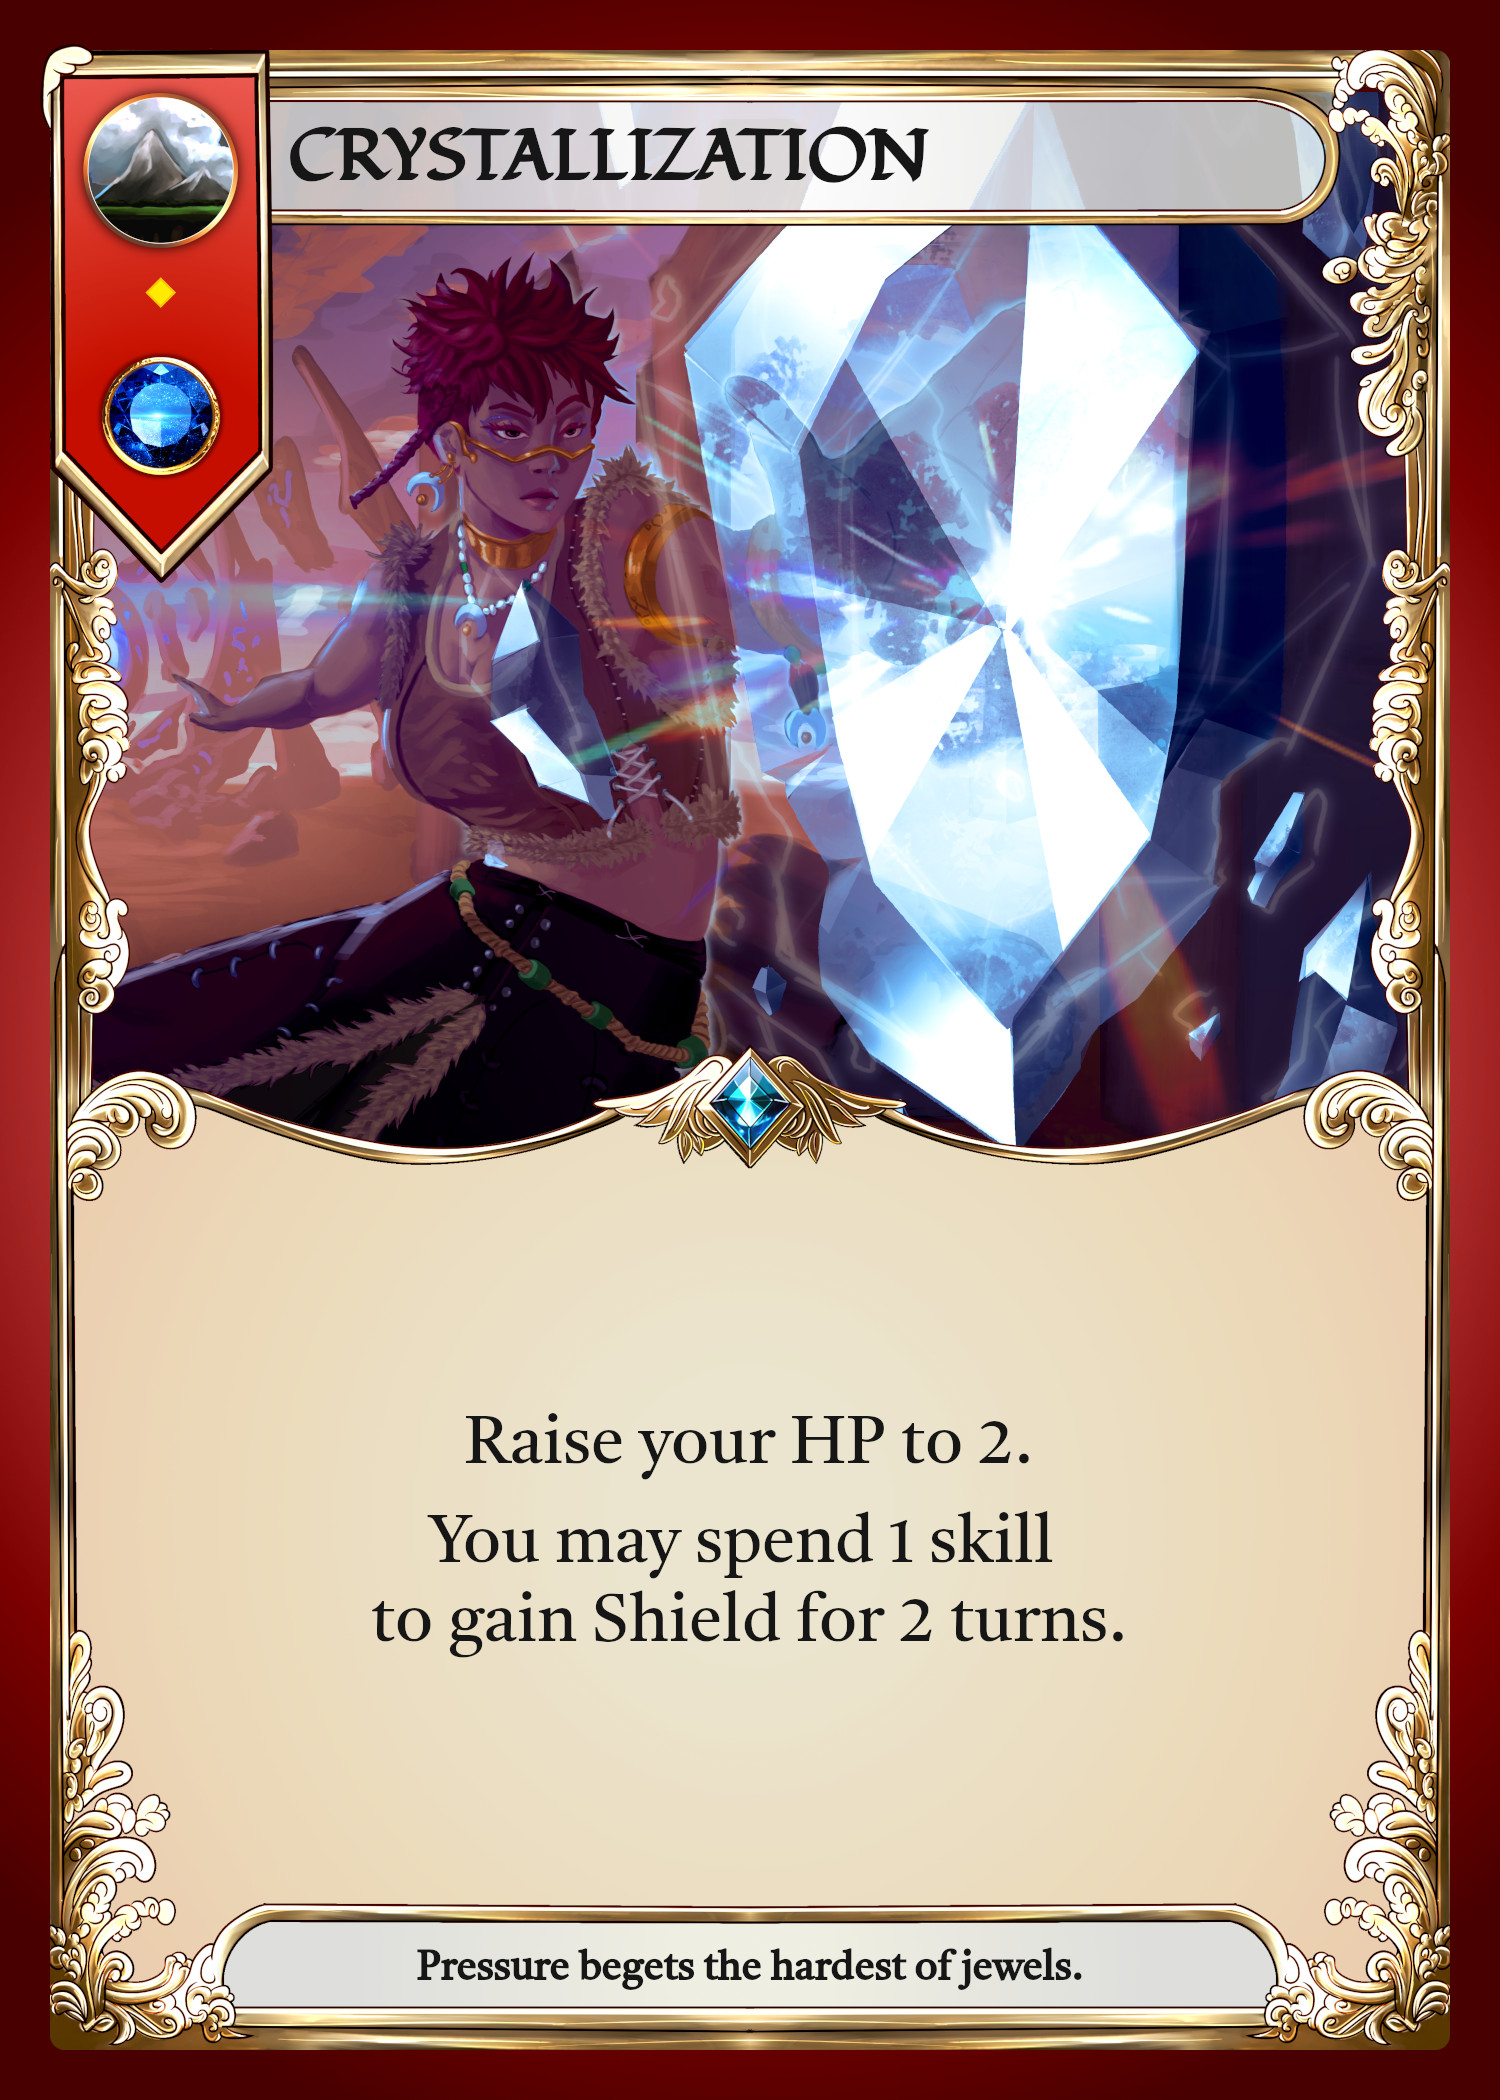 CRYSTALLIZATION
Raise your HP to 2.
You may spend 1 skill
to gain Shield for 2 turns.
Pressure begets the hardest of jewels.